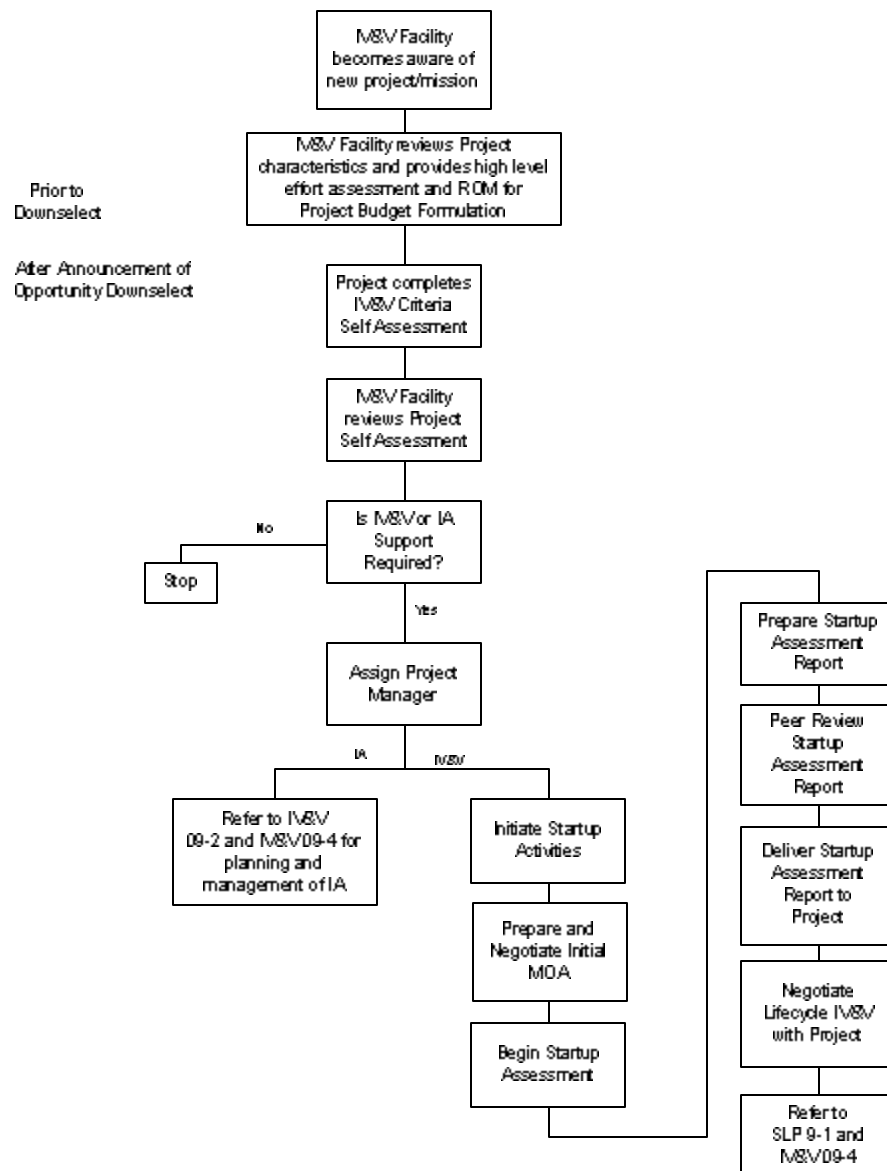 IV&V Facility
becomes aware of
new project/mission
IV&V Facility reviews Project
characteristics and provides high level
effort assessment and ROM for
Project Budget Formulation
Prior to
Downselect
After Announcement of
Opportunity Downselect
Project completes
IV&V Criteria
Self Assessment
IV&V Facility
reviews Project
Self Assessment
Is IV&V or IA
Support
Required?
No
Stop
Yes
Assign Project
Manager
IA
IV&V
Refer to IV&V
09-2 and IV&V 09-4 for
planning and
management of IA
Initiate Startup
Activities
Prepare and
Negotiate Initial
MOA
Begin Startup
Assessment
Prepare Startup
Assessment
Report
Peer Review
Startup
Assessment
Report
Deliver Startup
Assessment
Report to
Project
Negotiate
Lifecycle IV&V
with Project
Refer to
SLP 9-1 and
IV&V 09-4